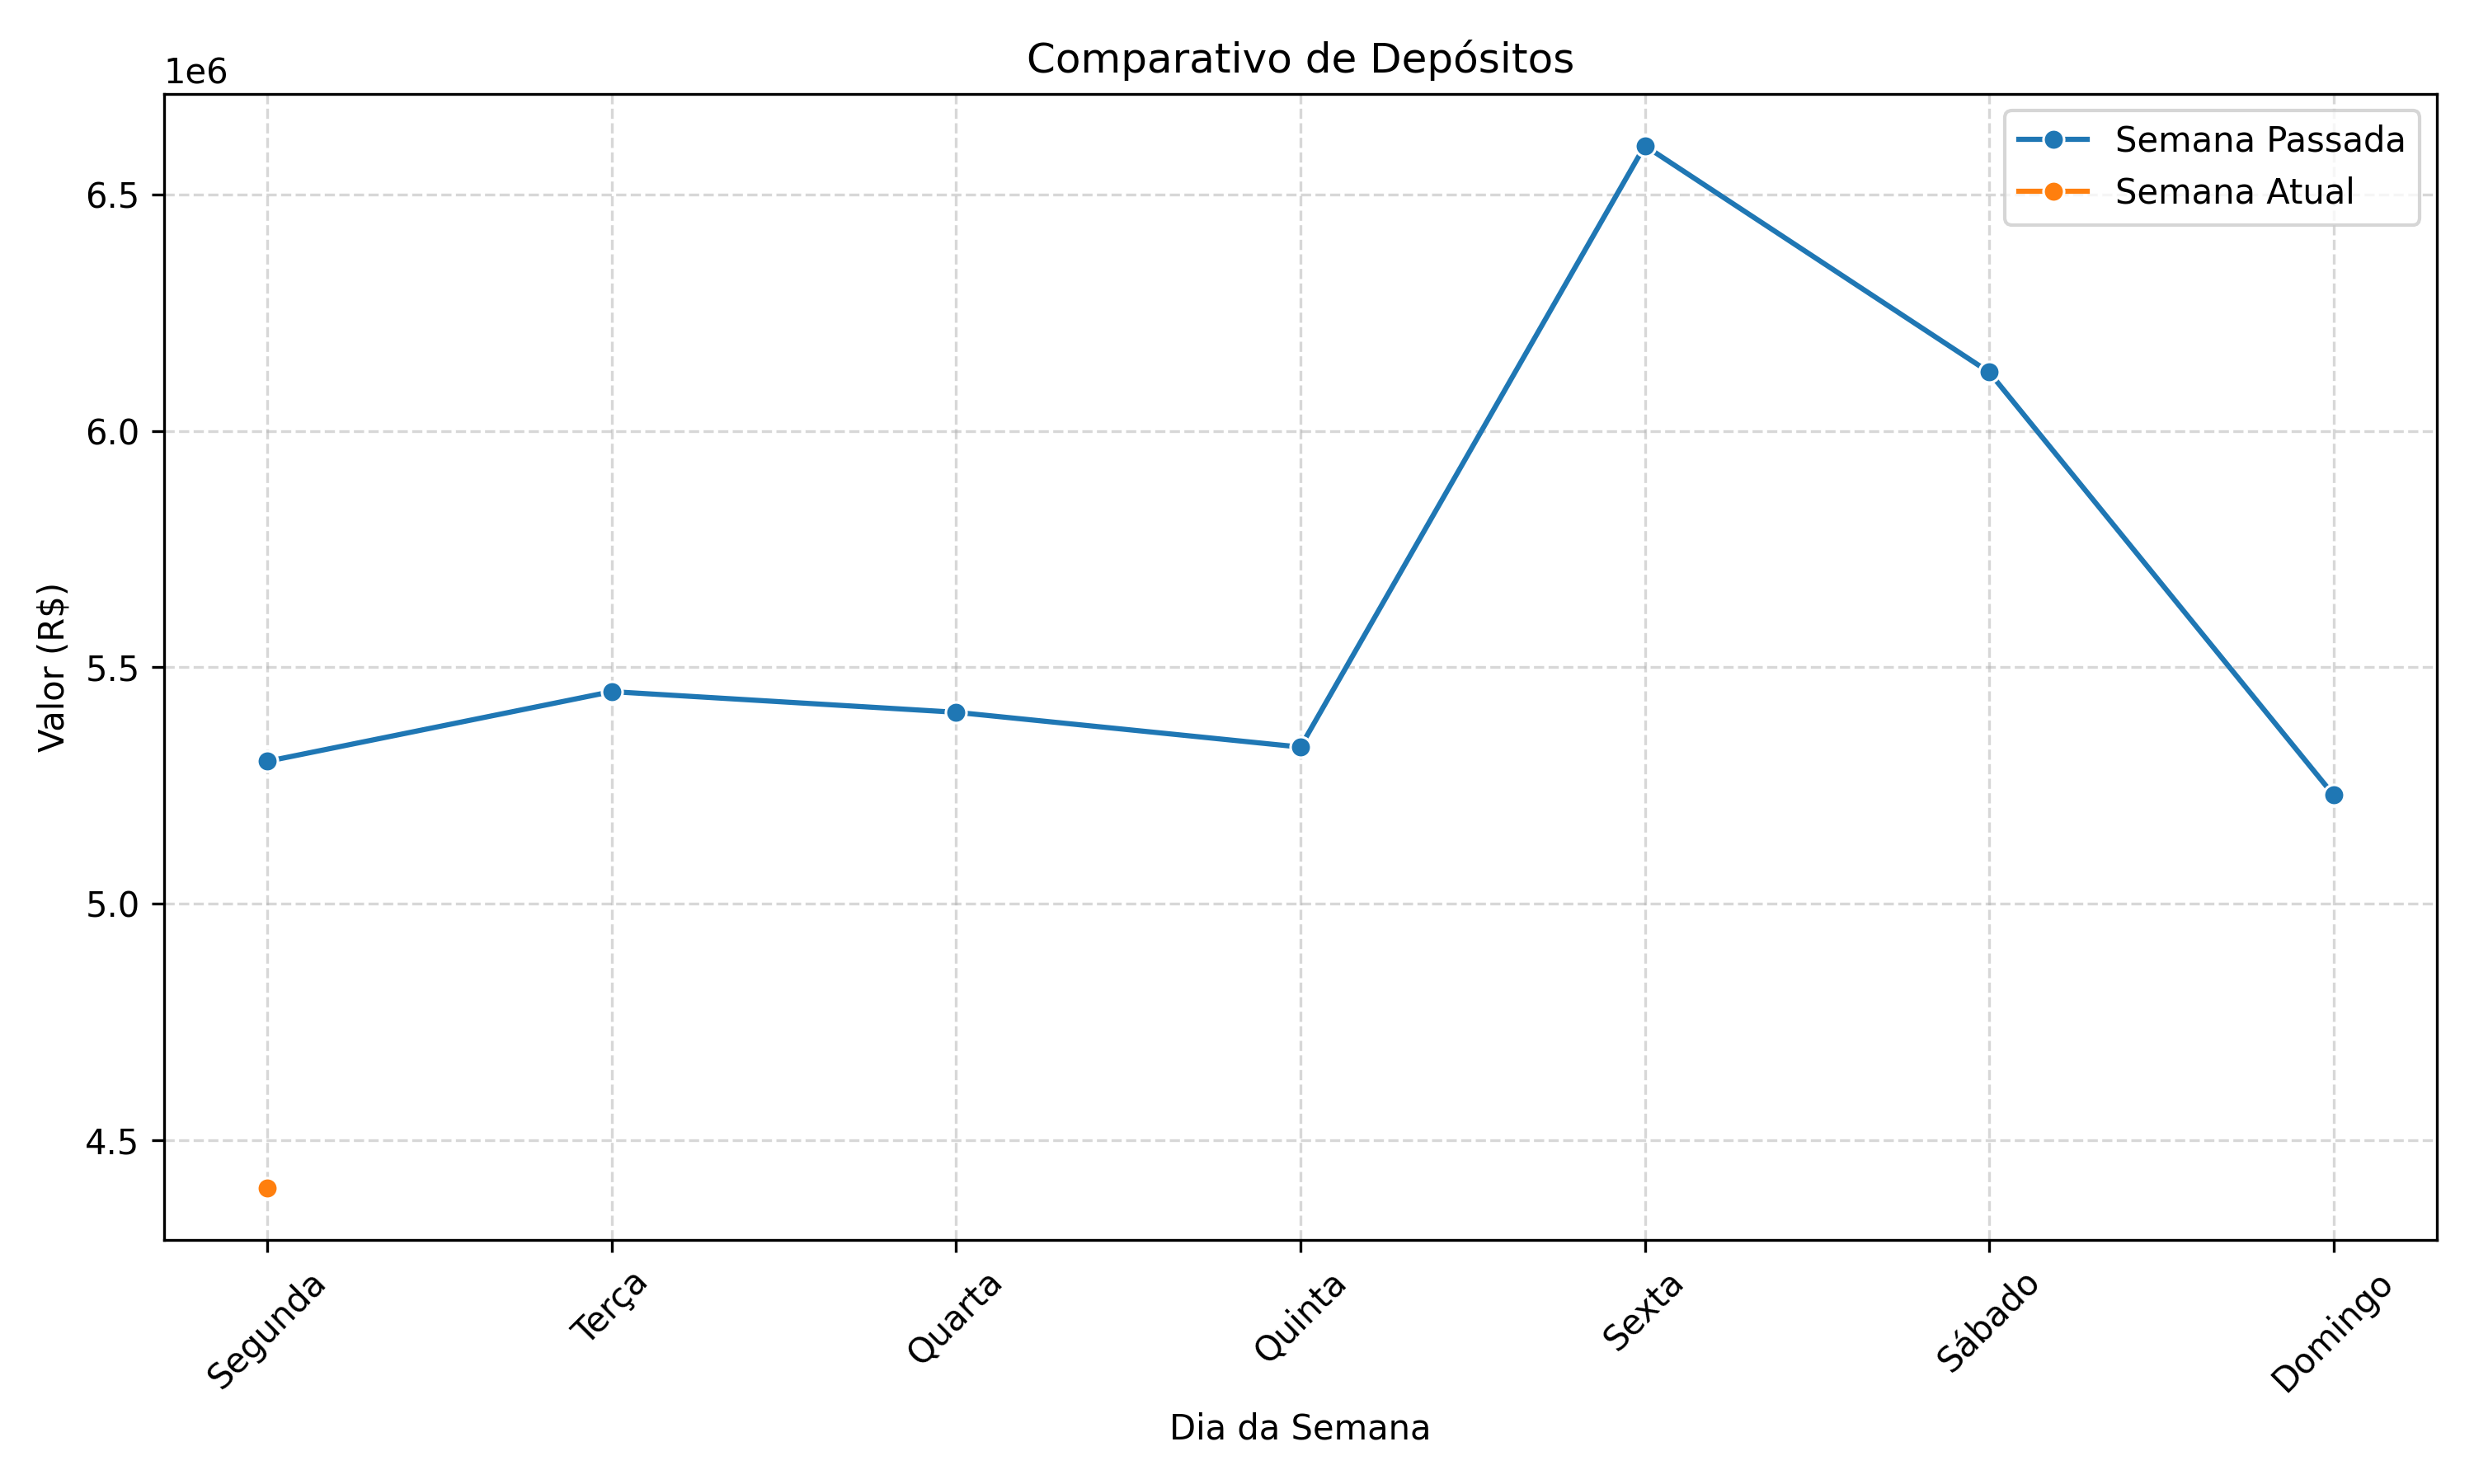 Comparativo de Depósitos
1e6
Semana Passada
Semana Atual
6.5
6.0
5.5
5.0
4.5
Valor (R$)
Segunda
Terça
Quarta
Quinta
Sexta
Sábado
Domingo
Dia da Semana